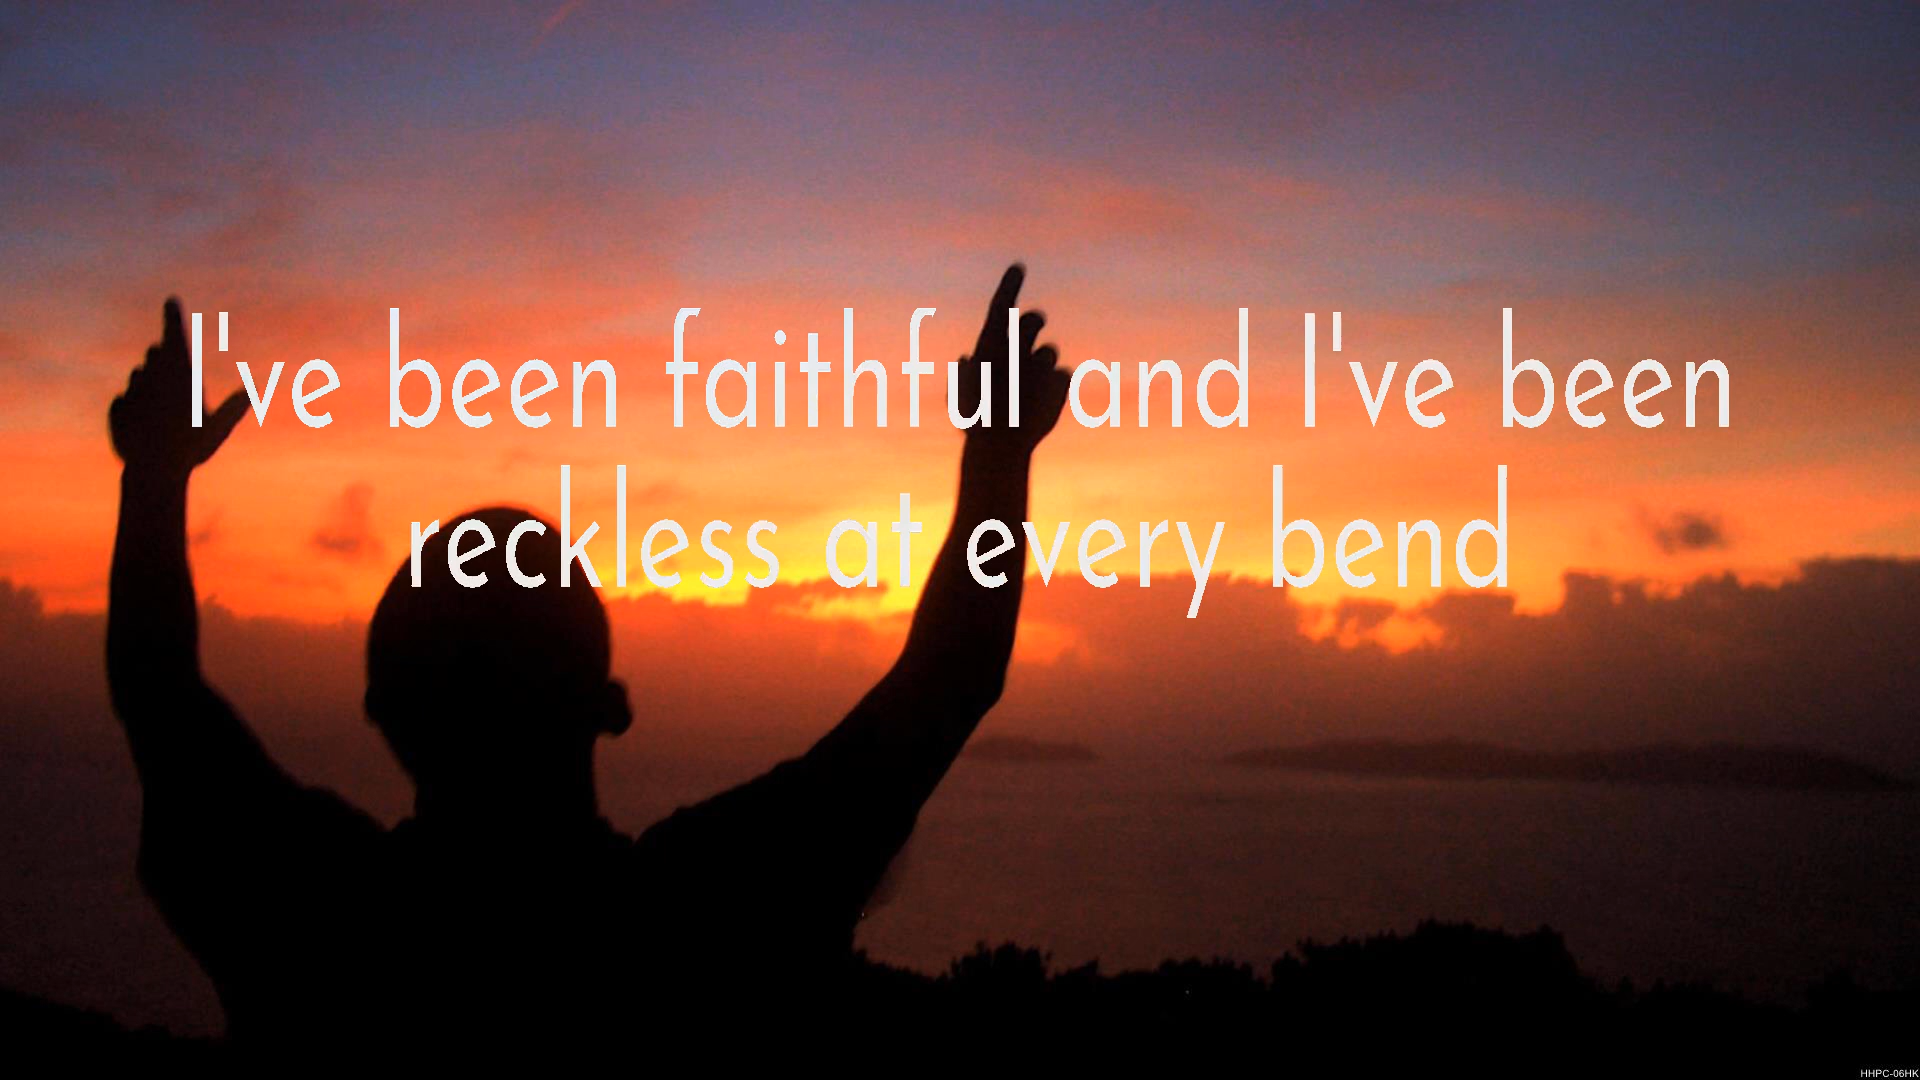 I've been faithful and I've been
reckless at every bend
HHPC-06HK